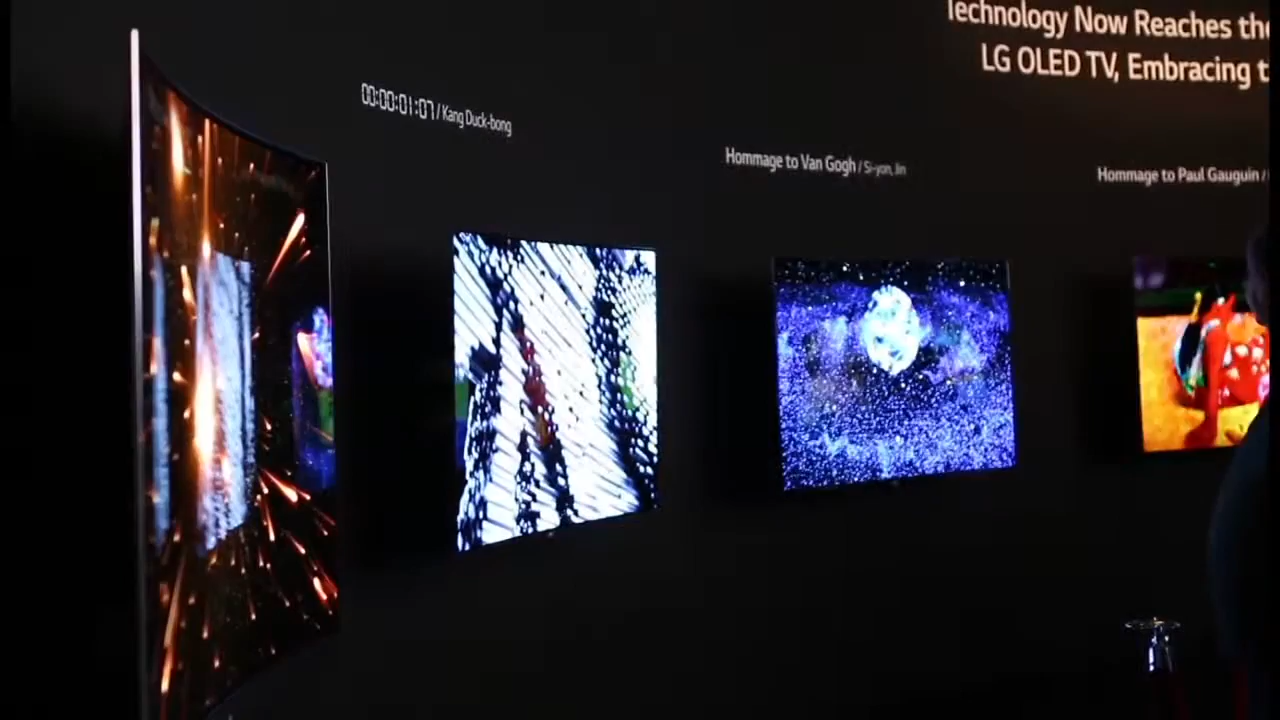 Technology Now Reaches the
LG OLED TV, Embracing t
00:00:01:07 / Kang Duck-bong
Hommage to Van Gogh / Si-yon, Jin
Hommage to Paul Gauguin /